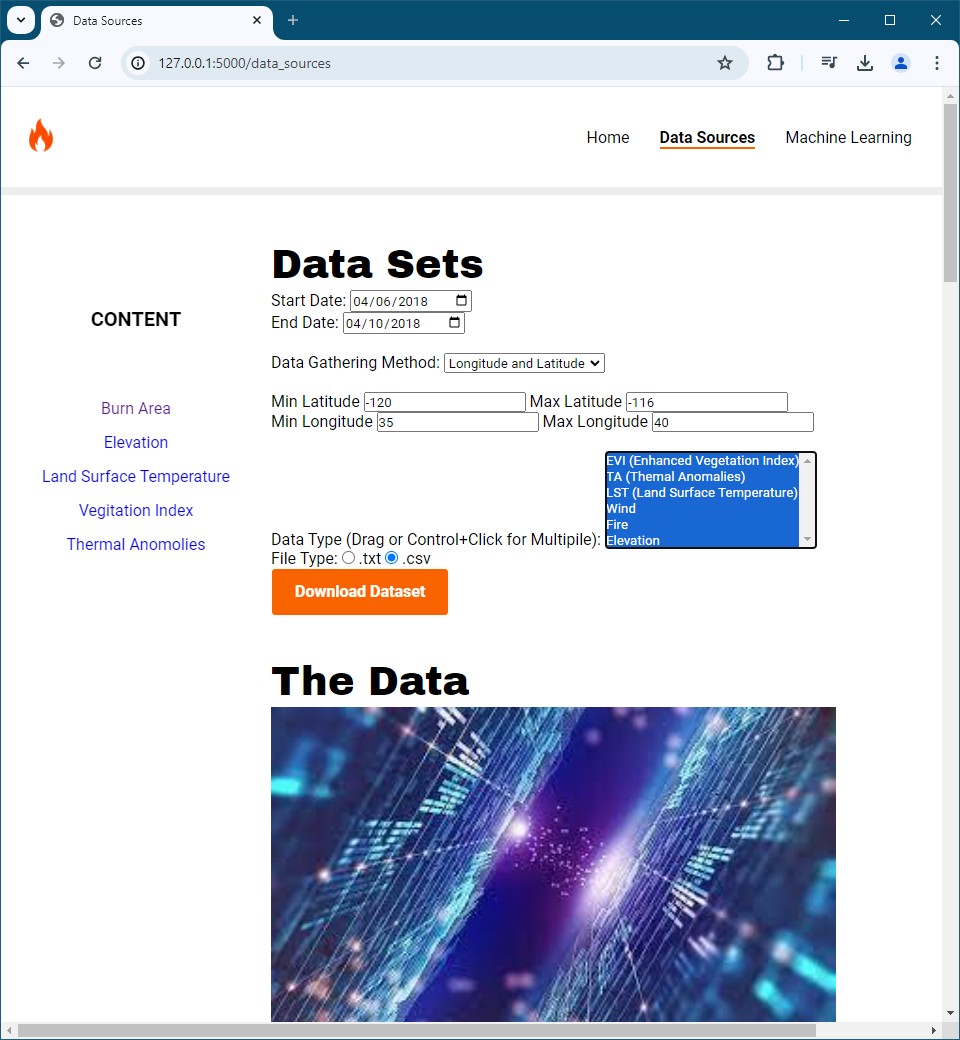 Data Sources
127.0.0.1:5000/data_sources
Home Data Sources Machine Learning
Data Sets
Start Date: 04/06/2018
End Date: 04/10/2018
CONTENT
Data Gathering Method: Longitude and Latitude
Min Latitude -120 Max Latitude -116
Min Longitude 35 Max Longitude 40
Burn Area
Elevation
Land Surface Temperature
Vegitation Index
Thermal Anomolies
EVI (Enhanced Vegetation Index)
TA (Themal Anomalies)
LST (Land Surface Temperature)
Wind
Fire
Elevation
Data Type (Drag or Control+Click for Multipile):
File Type: .txt .csv
Download Dataset
The Data